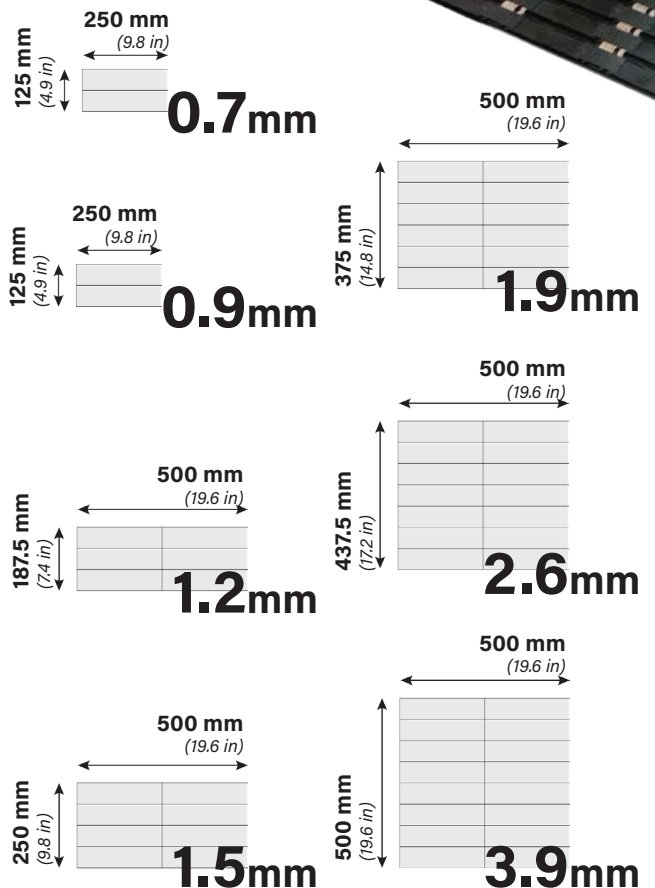 250 mm
(9.8 in)
125 mm
(4.9 in)
0.7mm
250 mm
(9.8 in)
125 mm
(4.9 in)
0.9mm
500 mm
(19.6 in)
187.5 mm
(7.4 in)
1.2mm
500 mm
(19.6 in)
250 mm
(9.8 in)
1.5mm
500 mm
(19.6 in)
375 mm
(14.8 in)
1.9mm
500 mm
(19.6 in)
437.5 mm
(17.2 in)
2.6mm
500 mm
(19.6 in)
500 mm
(19.6 in)
3.9mm